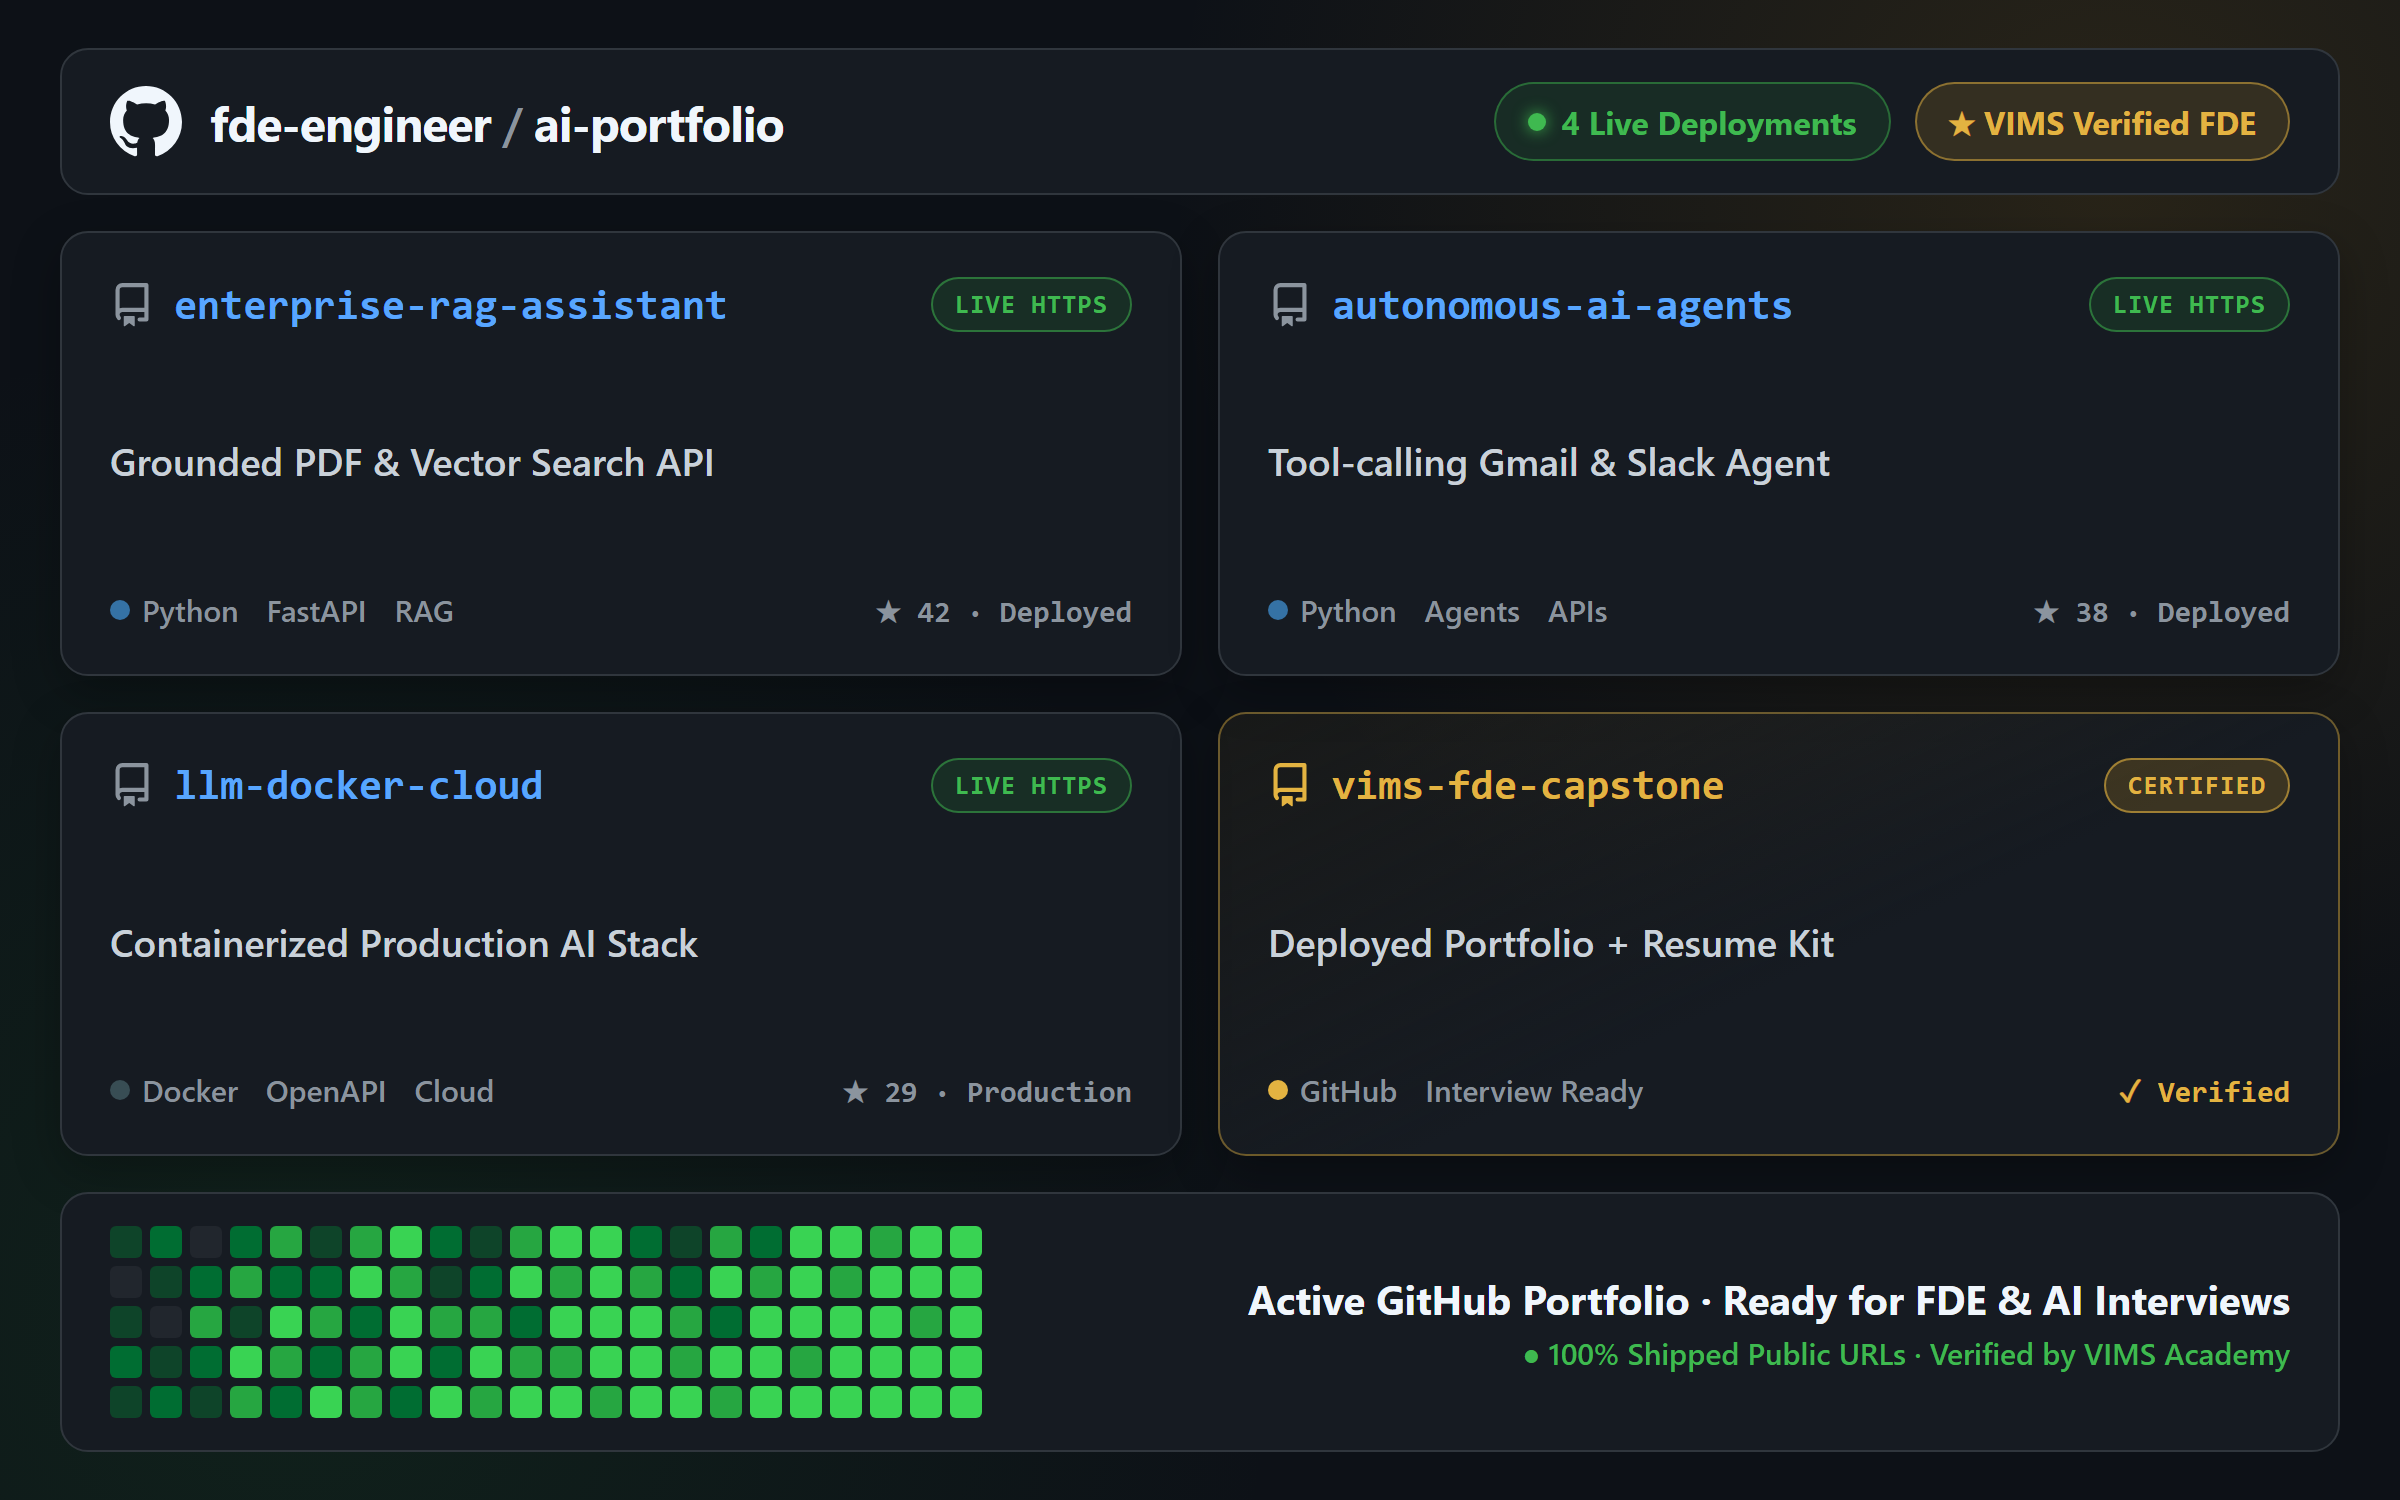 fde-engineer / ai-portfolio
4 Live Deployments
★ VIMS Verified FDE
enterprise-rag-assistant
LIVE HTTPS
Grounded PDF & Vector Search API
Python FastAPI RAG
★ 42 · Deployed
autonomous-ai-agents
LIVE HTTPS
Tool-calling Gmail & Slack Agent
Python Agents APIs
★ 38 · Deployed
llm-docker-cloud
LIVE HTTPS
Containerized Production AI Stack
Docker OpenAPI Cloud
★ 29 · Production
vims-fde-capstone
CERTIFIED
Deployed Portfolio + Resume Kit
GitHub Interview Ready
✓ Verified
Active GitHub Portfolio · Ready for FDE & AI Interviews
● 100% Shipped Public URLs · Verified by VIMS Academy